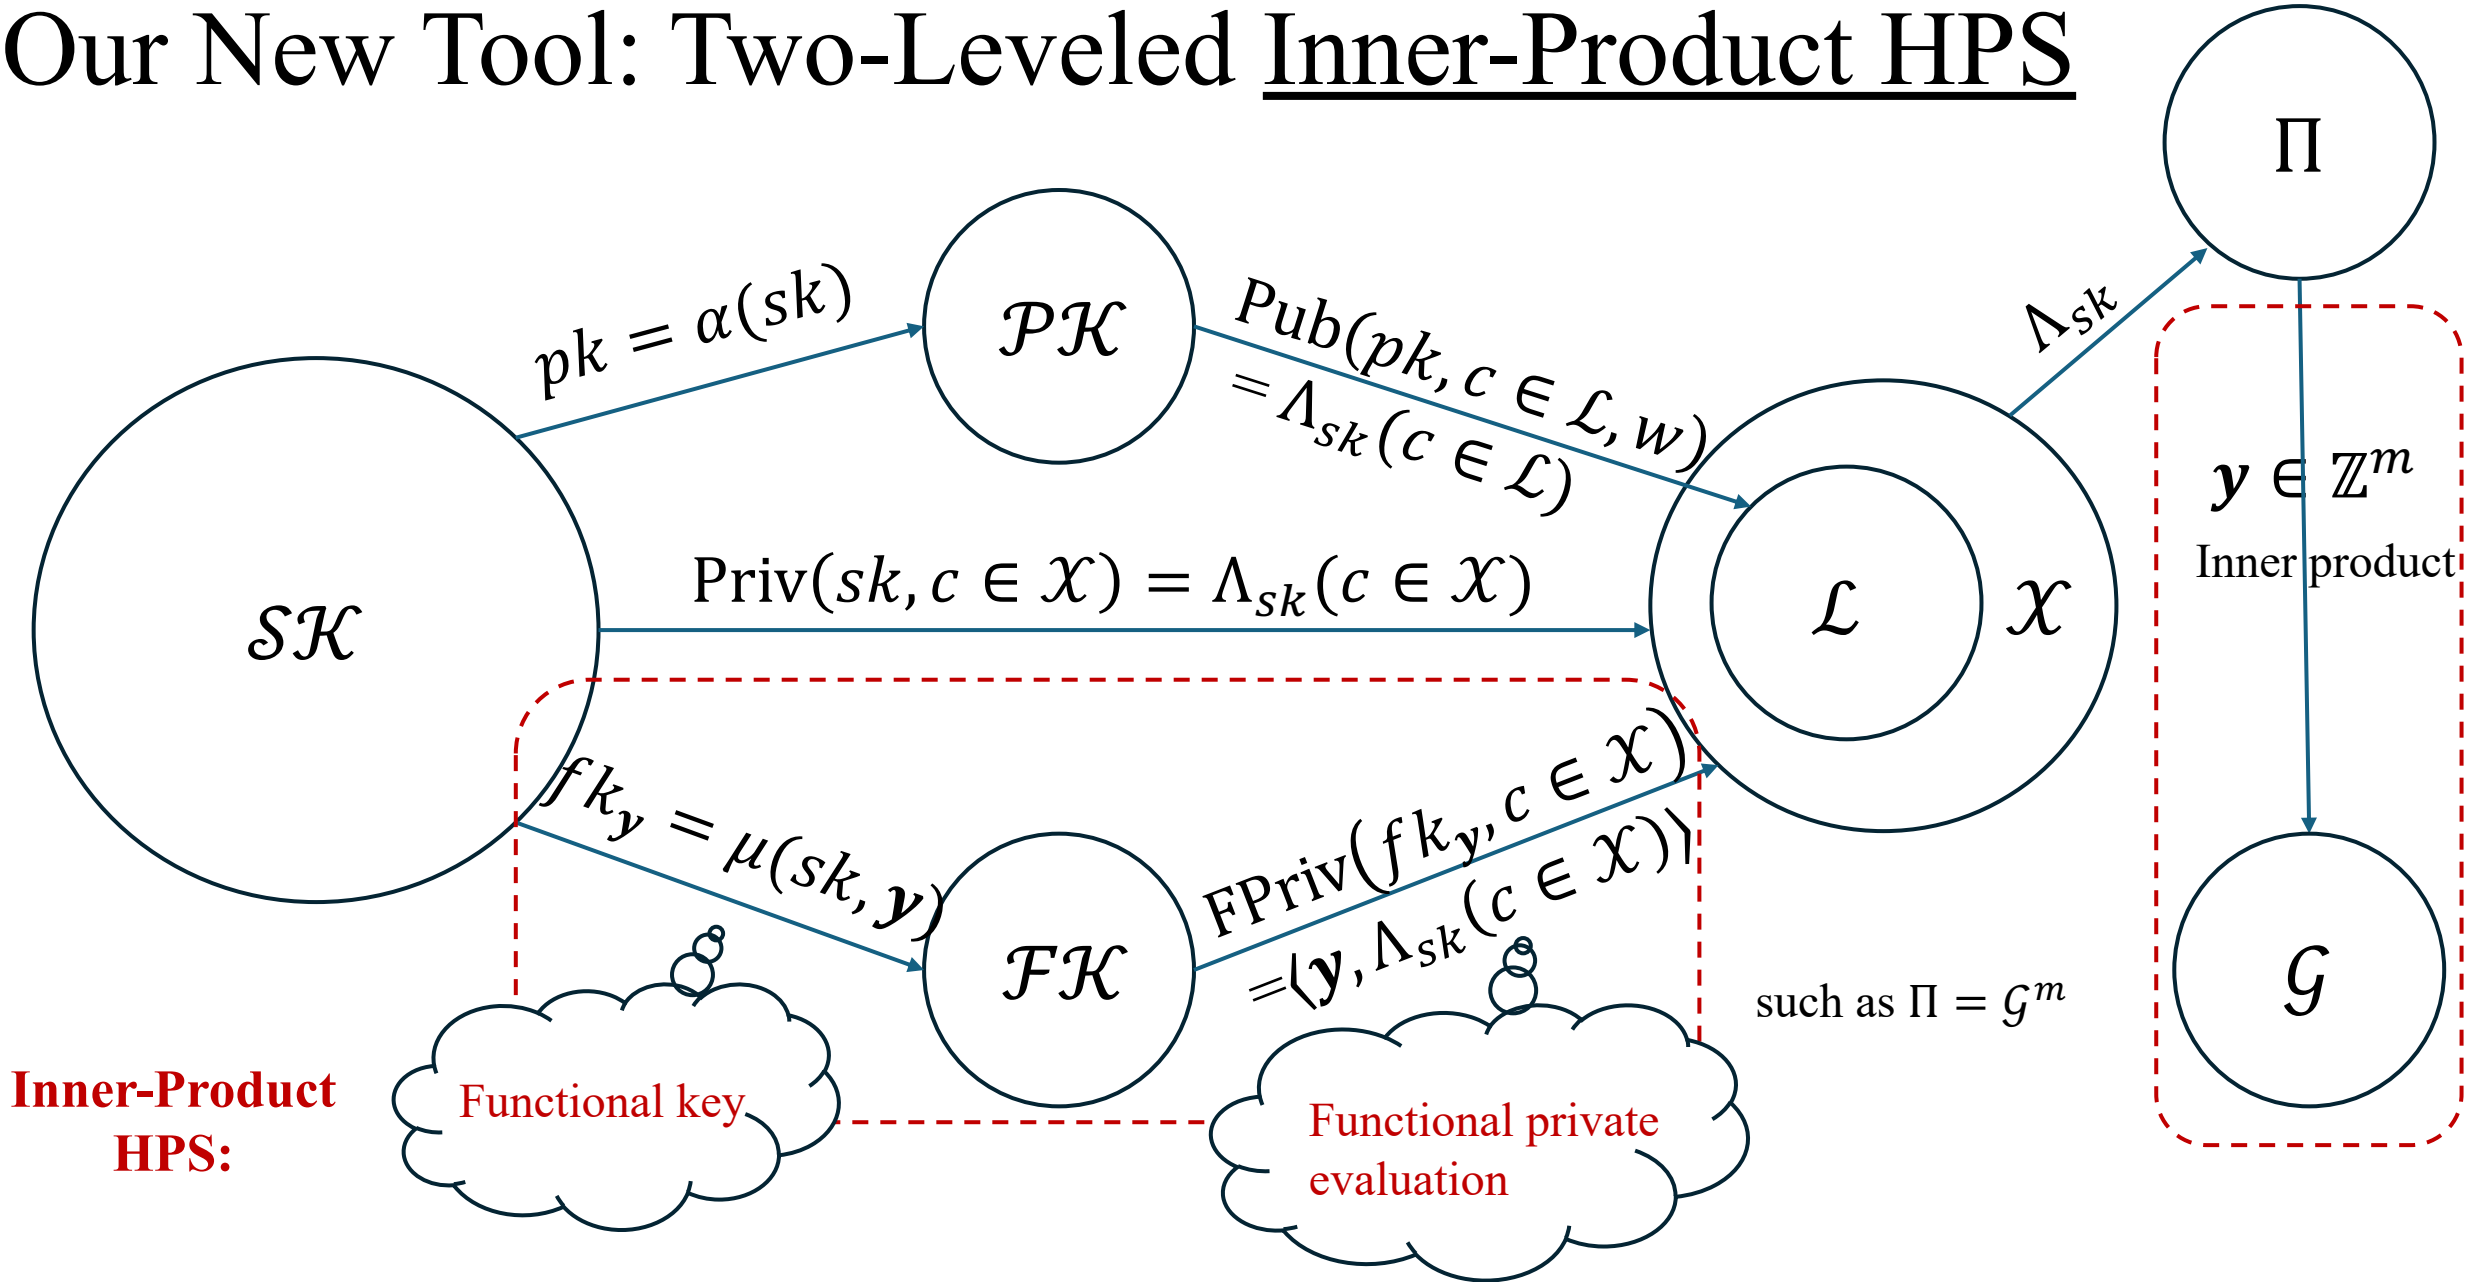 Our New Tool: Two-Leveled Inner-Product HPS
Π
pk = α(sk)
𝒫𝒦
Pub(pk, c ∈ ℒ, w)
= Λ_sk(c ∈ ℒ)
Λ_sk
𝒚 ∈ ℤ^m
Inner product
Priv(sk, c ∈ 𝒳) = Λ_sk(c ∈ 𝒳)
𝒮𝒦
ℒ
𝒳
fk_𝒚 = μ(sk, 𝒚)
ℱ𝒦
FPriv(fk_𝒚, c ∈ 𝒳)
=⟨𝒚, Λ_sk(c ∈ 𝒳)⟩
such as Π = 𝒢^m
𝒢
Inner-Product
HPS:
Functional key
Functional private
evaluation